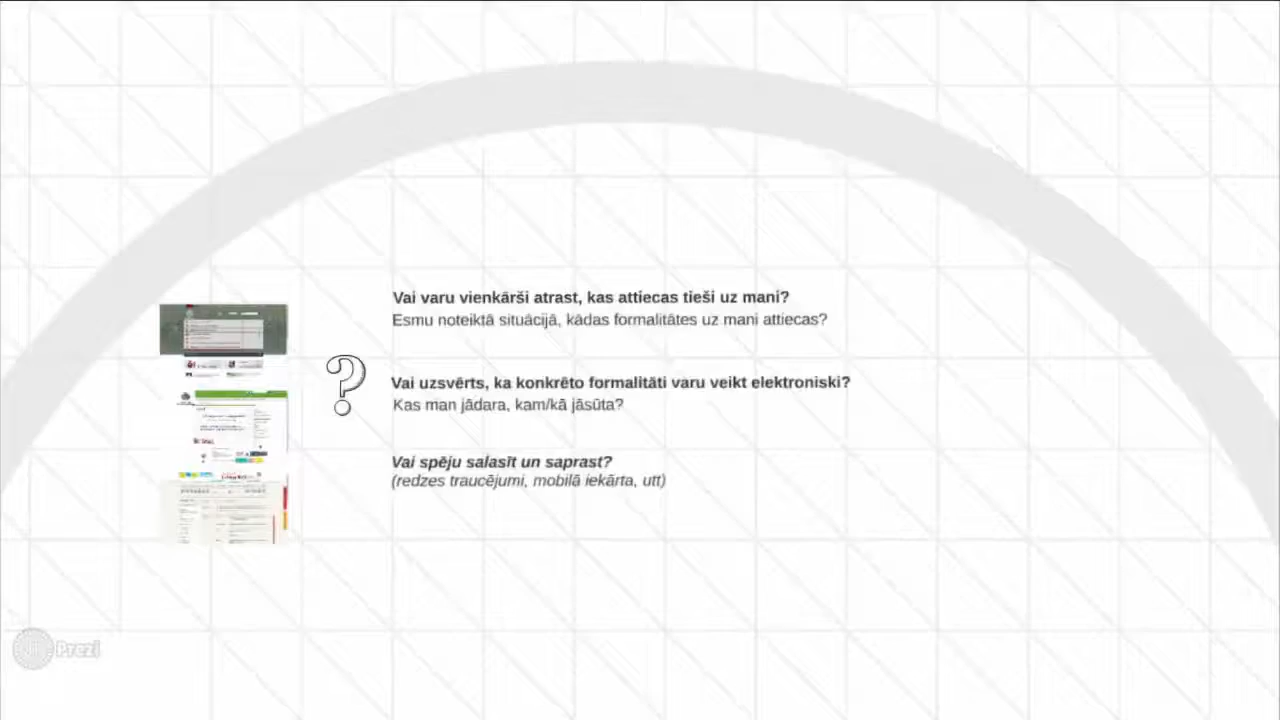 Vai varu vienkārši atrast, kas attiecas tieši uz mani?
Esmu noteiktā situācijā, kādas formalitātes uz mani attiecas?
?
Vai uzsvērts, ka konkrēto formalitāti varu veikt elektroniski?
Kas man jādara, kam/kā jāsūta?
Vai spēju salasīt un saprast?
(redzes traucējumi, mobilā iekārta, utt)
Prezi